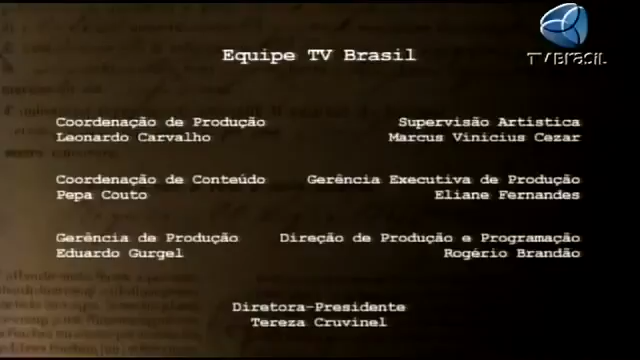 TVBRASIL
Equipe TV Brasil
Coordenação de Produção
Leonardo Carvalho
Supervisão Artística
Marcus Vinicius Cezar
Coordenação de Conteúdo
Pepa Couto
Gerência Executiva de Produção
Eliane Fernandes
Gerência de Produção
Eduardo Gurgel
Direção de Produção e Programação
Rogério Brandão
Diretora-Presidente
Tereza Cruvinel